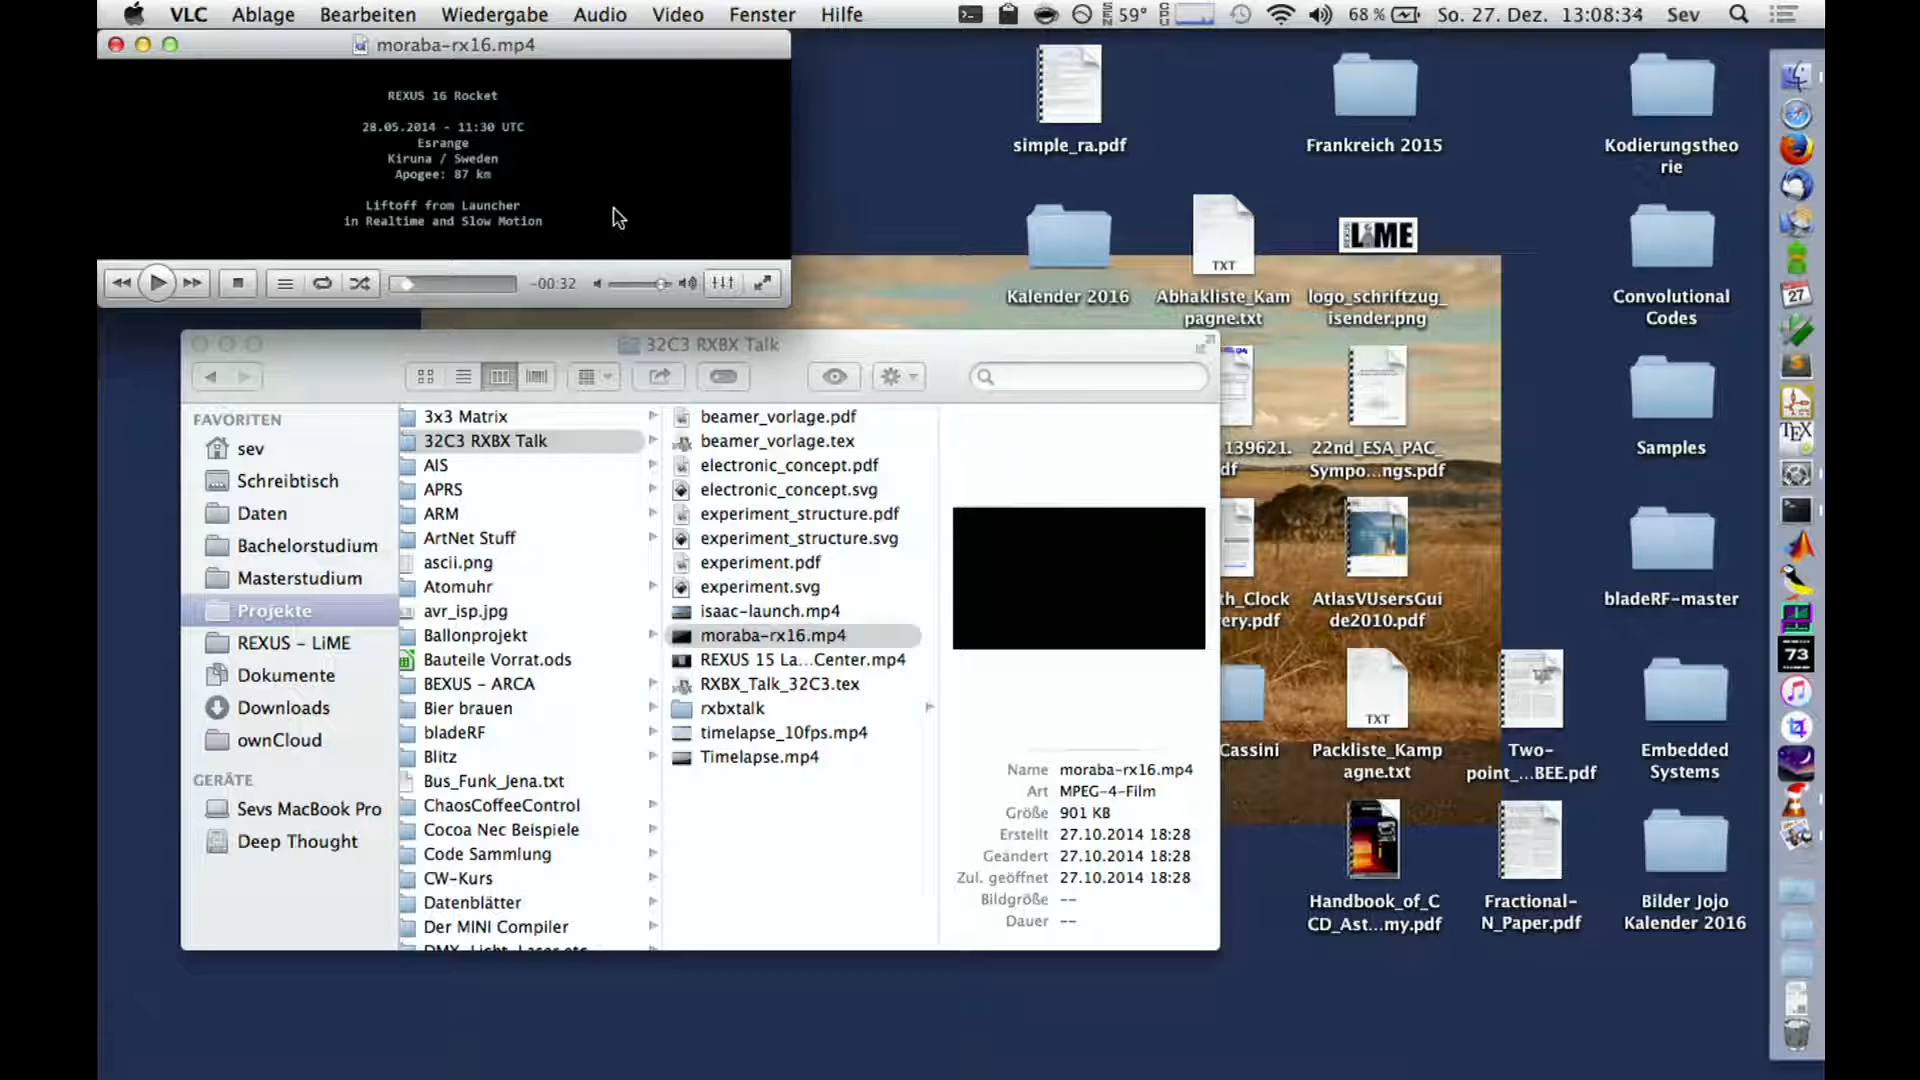 VLC Ablage Bearbeiten Wiedergabe Audio Video Fenster Hilfe
SEN 59° CPU 68 % So. 27. Dez. 13:08:34 Sev
moraba-rx16.mp4
REXUS 16 Rocket
28.05.2014 - 11:30 UTC
Esrange
Kiruna / Sweden
Apogee: 87 km
Liftoff from Launcher
in Realtime and Slow Motion
-00:32
32C3 RXBX Talk
FAVORITEN
sev
Schreibtisch
Daten
Bachelorstudium
Masterstudium
Projekte
REXUS - LiME
Dokumente
Downloads
ownCloud
GERÄTE
Sevs MacBook Pro
Deep Thought
3x3 Matrix
32C3 RXBX Talk
AIS
APRS
ARM
ArtNet Stuff
ascii.png
Atomuhr
avr_isp.jpg
Ballonprojekt
Bauteile Vorrat.ods
BEXUS - ARCA
Bier brauen
bladeRF
Blitz
Bus_Funk_Jena.txt
ChaosCoffeeControl
Cocoa Nec Beispiele
Code Sammlung
CW-Kurs
Datenblätter
Der MINI Compiler
beamer_vorlage.pdf
beamer_vorlage.tex
electronic_concept.pdf
electronic_concept.svg
experiment_structure.pdf
experiment_structure.svg
experiment.pdf
experiment.svg
isaac-launch.mp4
moraba-rx16.mp4
REXUS 15 La...Center.mp4
RXBX_Talk_32C3.tex
rxbxtalk
timelapse_10fps.mp4
Timelapse.mp4
Name moraba-rx16.mp4
Art MPEG-4-Film
Größe 901 KB
Erstellt 27.10.2014 18:28
Geändert 27.10.2014 18:28
Zul. geöffnet 27.10.2014 18:28
Bildgröße --
Dauer --
simple_ra.pdf
Frankreich 2015
Kodierungstheo
rie
TXT
LiME
Kalender 2016
Abhakliste_Kam
pagne.txt
logo_schriftzug_
isender.png
Convolutional
Codes
139621.
df
22nd_ESA_PAC_
Sympo...ngs.pdf
Samples
th_Clock
ery.pdf
AtlasVUsersGui
de2010.pdf
bladeRF-master
TXT
Cassini
Packliste_Kamp
agne.txt
Two-
point_...BEE.pdf
Embedded
Systems
Handbook_of_C
CD_Ast...my.pdf
Fractional-
N_Paper.pdf
Bilder Jojo
Kalender 2016
27
TEX
73